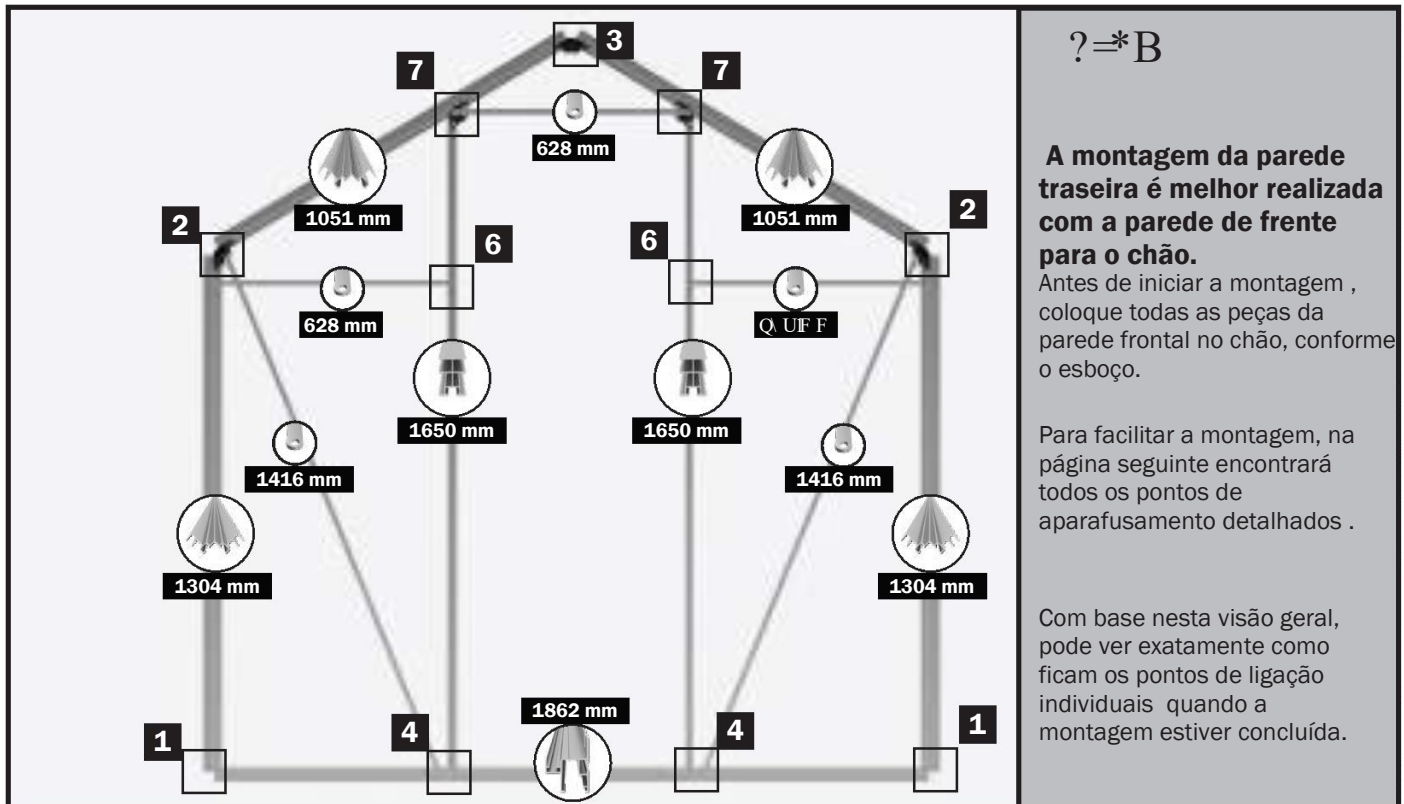 3
7
7
628 mm
1051 mm
1051 mm
2
2
6
6
628 mm
1650 mm
1650 mm
1416 mm
1416 mm
1304 mm
1304 mm
1862 mm
1
4
4
1
?=*B
A montagem da parede
traseira é melhor realizada
com a parede de frente
para o chão.
Antes de iniciar a montagem ,
coloque todas as peças da
parede frontal no chão, conforme
o esboço.
Para facilitar a montagem, na
página seguinte encontrará
todos os pontos de
aparafusamento detalhados .
Com base nesta visão geral,
pode ver exatamente como
ficam os pontos de ligação
individuais quando a
montagem estiver concluída.